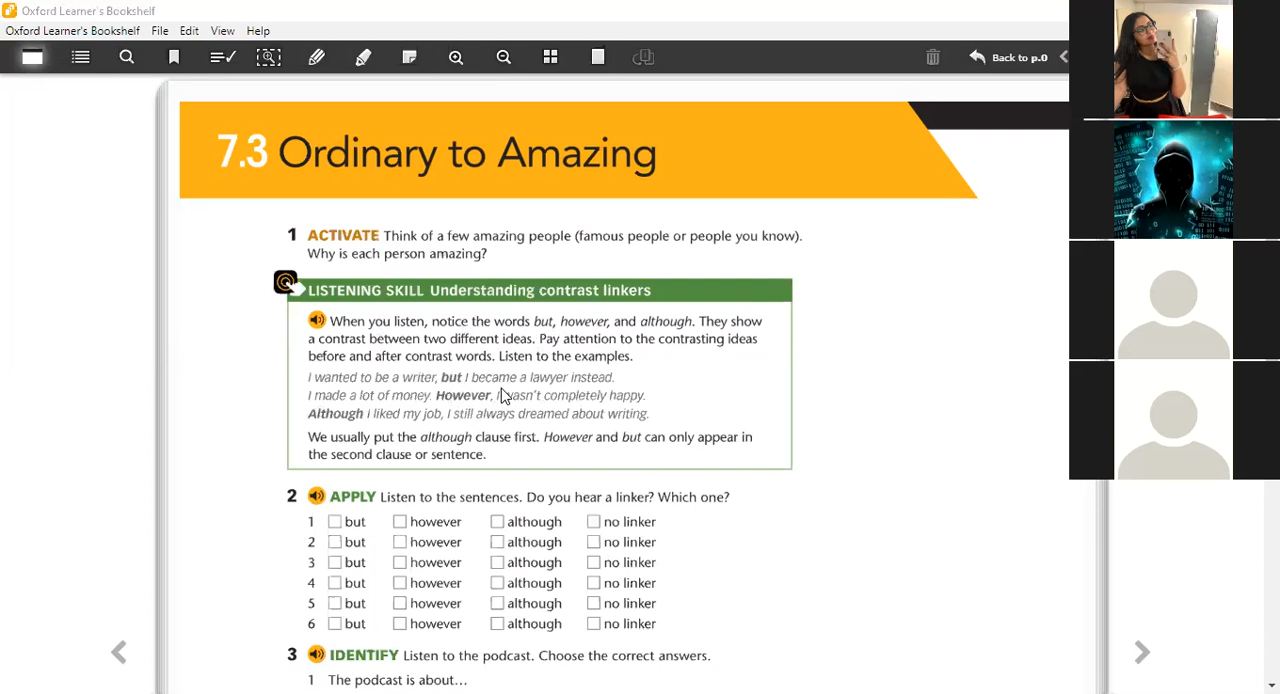 Oxford Learner's Bookshelf
Oxford Learner's Bookshelf File Edit View Help
Back to p.0
7.3 Ordinary to Amazing
1 ACTIVATE Think of a few amazing people (famous people or people you know).
Why is each person amazing?
LISTENING SKILL Understanding contrast linkers
When you listen, notice the words but, however, and although. They show
a contrast between two different ideas. Pay attention to the contrasting ideas
before and after contrast words. Listen to the examples.
I wanted to be a writer, but I became a lawyer instead.
I made a lot of money. However, I wasn't completely happy.
Although I liked my job, I still always dreamed about writing.
We usually put the although clause first. However and but can only appear in
the second clause or sentence.
2 APPLY Listen to the sentences. Do you hear a linker? Which one?
1 but however although no linker
2 but however although no linker
3 but however although no linker
4 but however although no linker
5 but however although no linker
6 but however although no linker
3 IDENTIFY Listen to the podcast. Choose the correct answers.
1 The podcast is about...